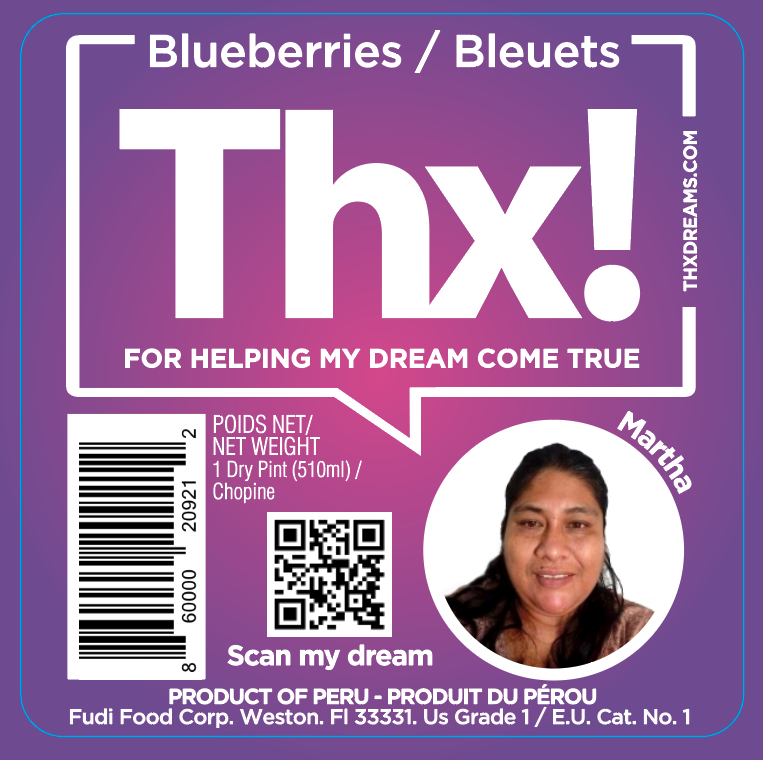 Blueberries / Bleuets
Thx!
THXDREAMS.COM
FOR HELPING MY DREAM COME TRUE
POIDS NET/
NET WEIGHT
1 Dry Pint (510ml) /
Chopine
Martha
8 60000 20921 2
Scan my dream
PRODUCT OF PERU - PRODUIT DU PÉROU
Fudi Food Corp. Weston. Fl 33331. Us Grade 1 / E.U. Cat. No. 1